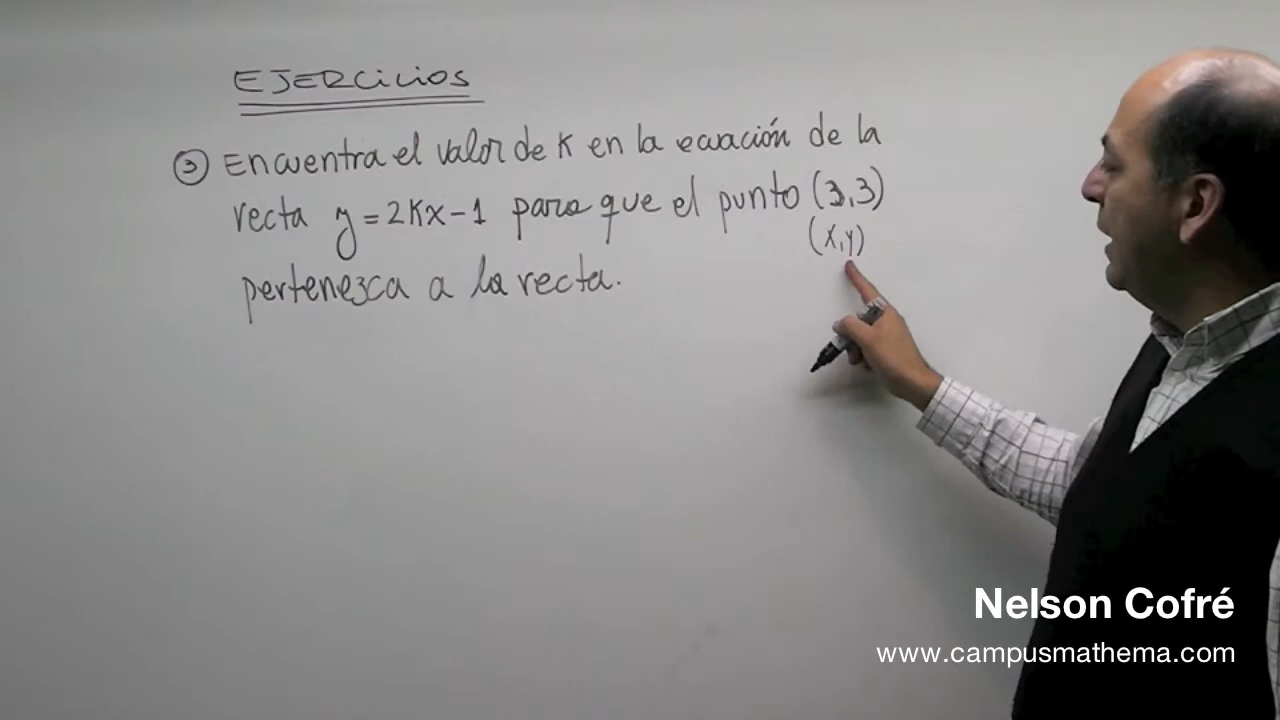 EJERCiCiOS
3 Encuentra el valor de K en la ecuación de la
recta y = 2Kx - 1 para que el punto (3,3)
(x,y)
pertenezca a la recta.
Nelson Cofré
www.campusmathema.com